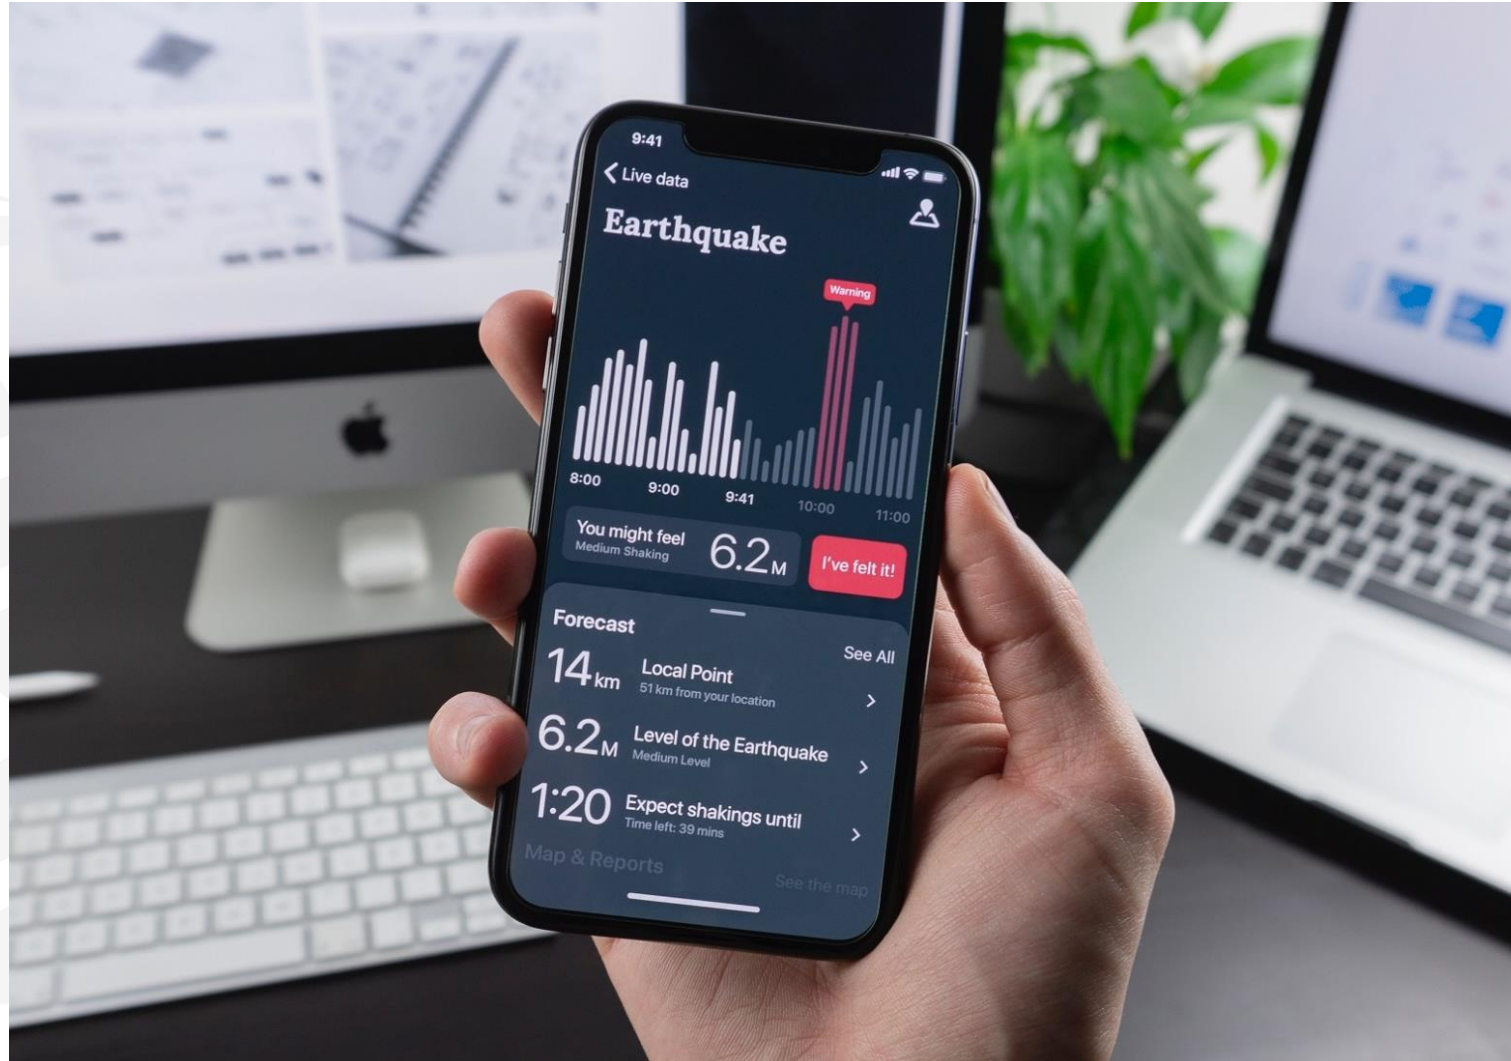 9:41
Live data
Earthquake
Warning
8:00 9:00 9:41 10:00 11:00
You might feel
Medium Shaking
6.2M
I've felt it!
Forecast
See All
14km
Local Point
51 km from your location
6.2M
Level of the Earthquake
Medium Level
1:20
Expect shakings until
Time left: 39 mins
Map & Reports
See the map